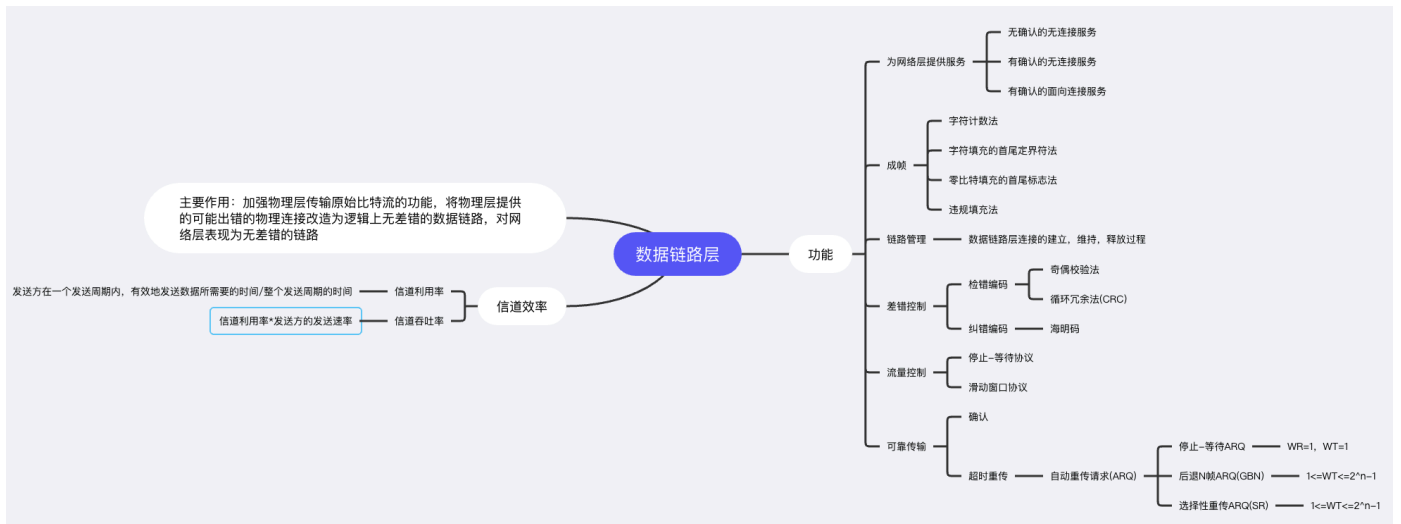 数据链路层
主要作用：加强物理层传输原始比特流的功能，将物理层提供
的可能出错的物理连接改造为逻辑上无差错的数据链路，对网
络层表现为无差错的链路
信道效率
信道利用率
发送方在一个发送周期内，有效地发送数据所需要的时间/整个发送周期的时间
信道吞吐率
信道利用率*发送方的发送速率
功能
为网络层提供服务
无确认的无连接服务
有确认的无连接服务
有确认的面向连接服务
成帧
字符计数法
字符填充的首尾定界符法
零比特填充的首尾标志法
违规填充法
链路管理
数据链路层连接的建立，维持，释放过程
差错控制
检错编码
奇偶校验法
循环冗余法(CRC)
纠错编码
海明码
流量控制
停止-等待协议
滑动窗口协议
可靠传输
确认
超时重传
自动重传请求(ARQ)
停止-等待ARQ
WR=1，WT=1
后退N帧ARQ(GBN)
1<=WT<=2^n-1
选择性重传ARQ(SR)
1<=WT<=2^n-1